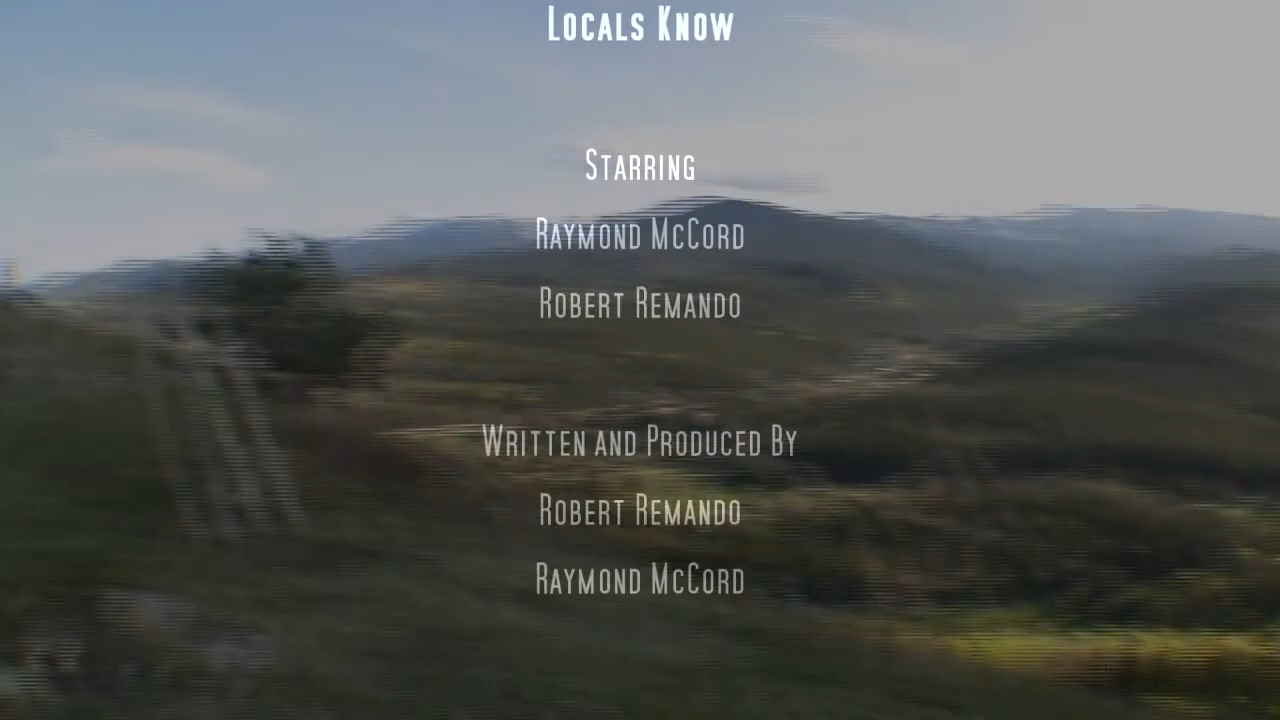 Locals Know
Starring
Raymond McCord
Robert Remando
Written and Produced By
Robert Remando
Raymond McCord